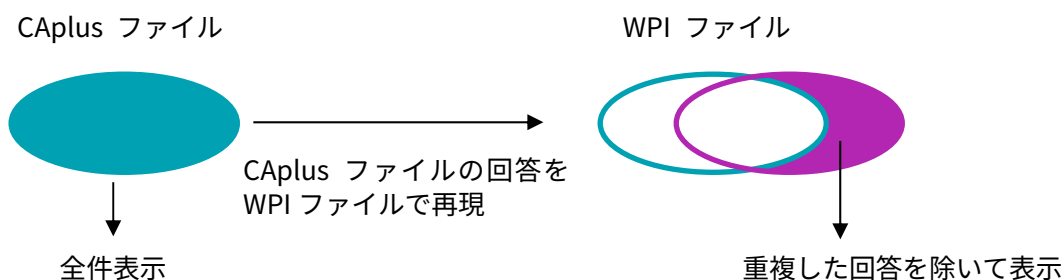 CAplus ファイル
WPI ファイル
CAplus ファイルの回答を
WPI ファイルで再現
全件表示
重複した回答を除いて表示